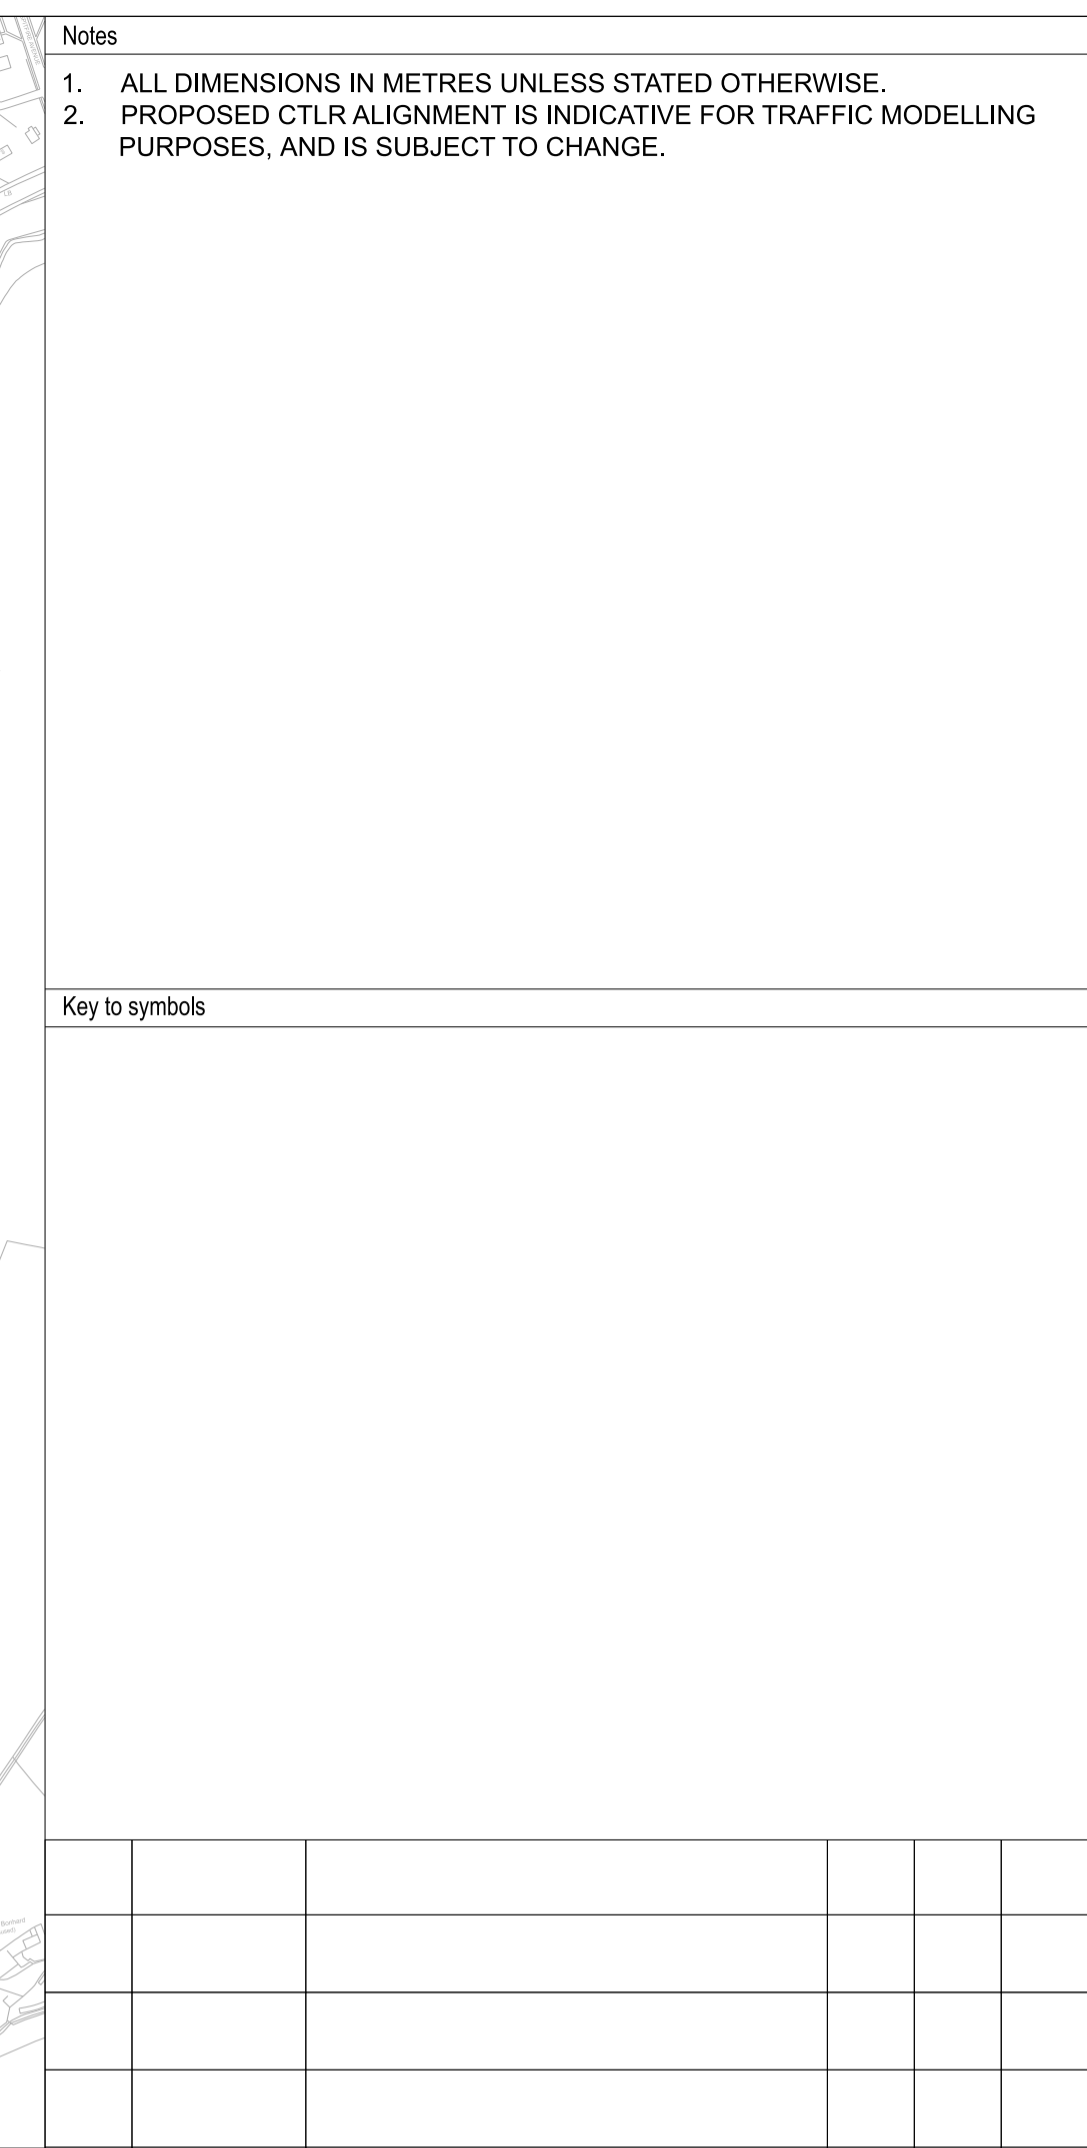 Notes
1. ALL DIMENSIONS IN METRES UNLESS STATED OTHERWISE.
2. PROPOSED CTLR ALIGNMENT IS INDICATIVE FOR TRAFFIC MODELLING
PURPOSES, AND IS SUBJECT TO CHANGE.
LB
Key to symbols